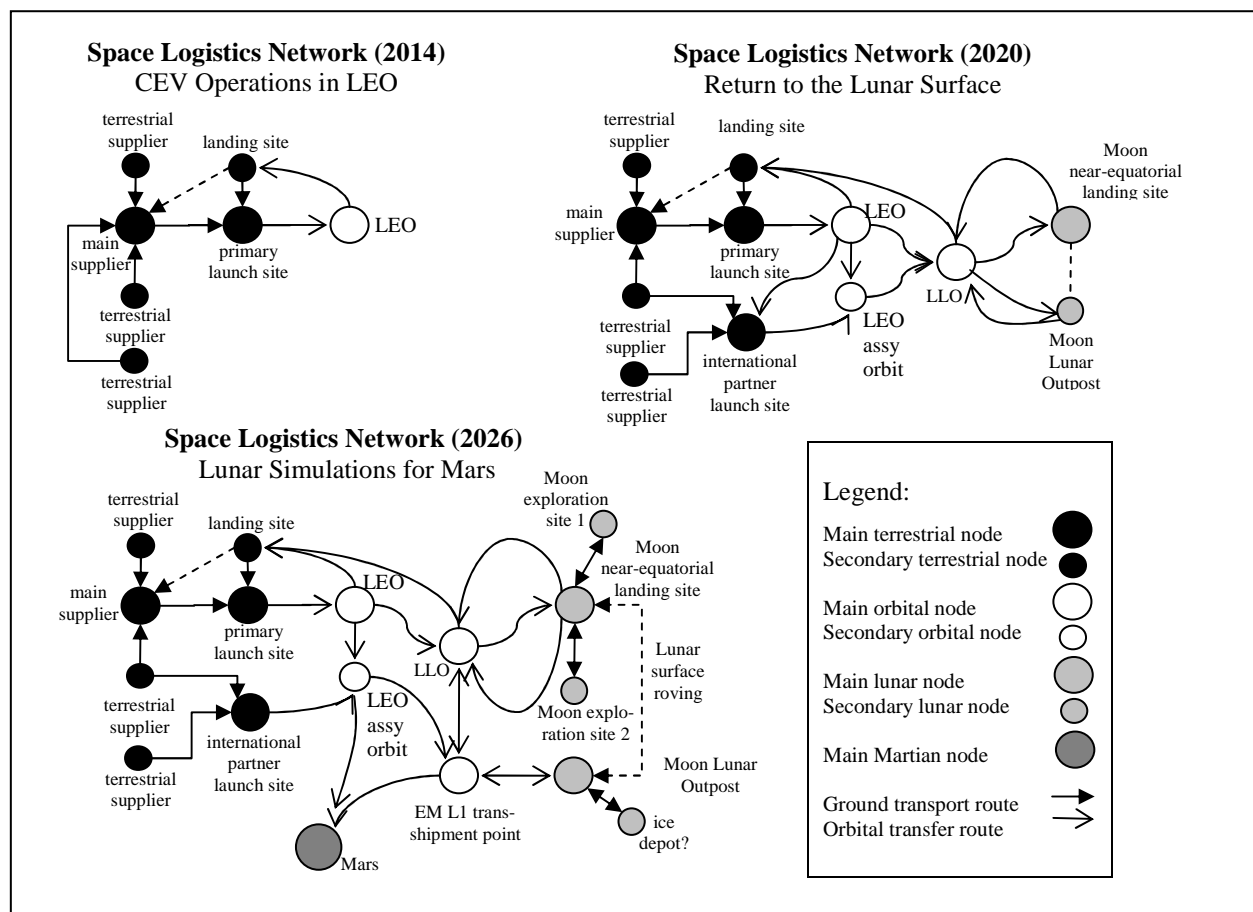 Space Logistics Network (2014)
CEV Operations in LEO
terrestrial
supplier
landing site
LEO
main
supplier
primary
launch site
terrestrial
supplier
terrestrial
supplier
Space Logistics Network (2020)
Return to the Lunar Surface
terrestrial
supplier
landing site
Moon
near-equatorial
landing site
main
supplier
LEO
primary
launch site
LLO
terrestrial
supplier
LEO
assy
orbit
international
partner
launch site
terrestrial
supplier
Moon
Lunar
Outpost
Space Logistics Network (2026)
Lunar Simulations for Mars
terrestrial
supplier
landing site
Moon
exploration
site 1
Moon
near-equatorial
landing site
main
supplier
LEO
primary
launch site
LLO
Lunar
surface
roving
terrestrial
supplier
LEO
assy
orbit
Moon explo-
ration site 2
international
partner
launch site
terrestrial
supplier
Moon Lunar
Outpost
EM L1 trans-
shipment point
ice
depot?
Mars
Legend:
Main terrestrial node
Secondary terrestrial node
Main orbital node
Secondary orbital node
Main lunar node
Secondary lunar node
Main Martian node
Ground transport route
Orbital transfer route